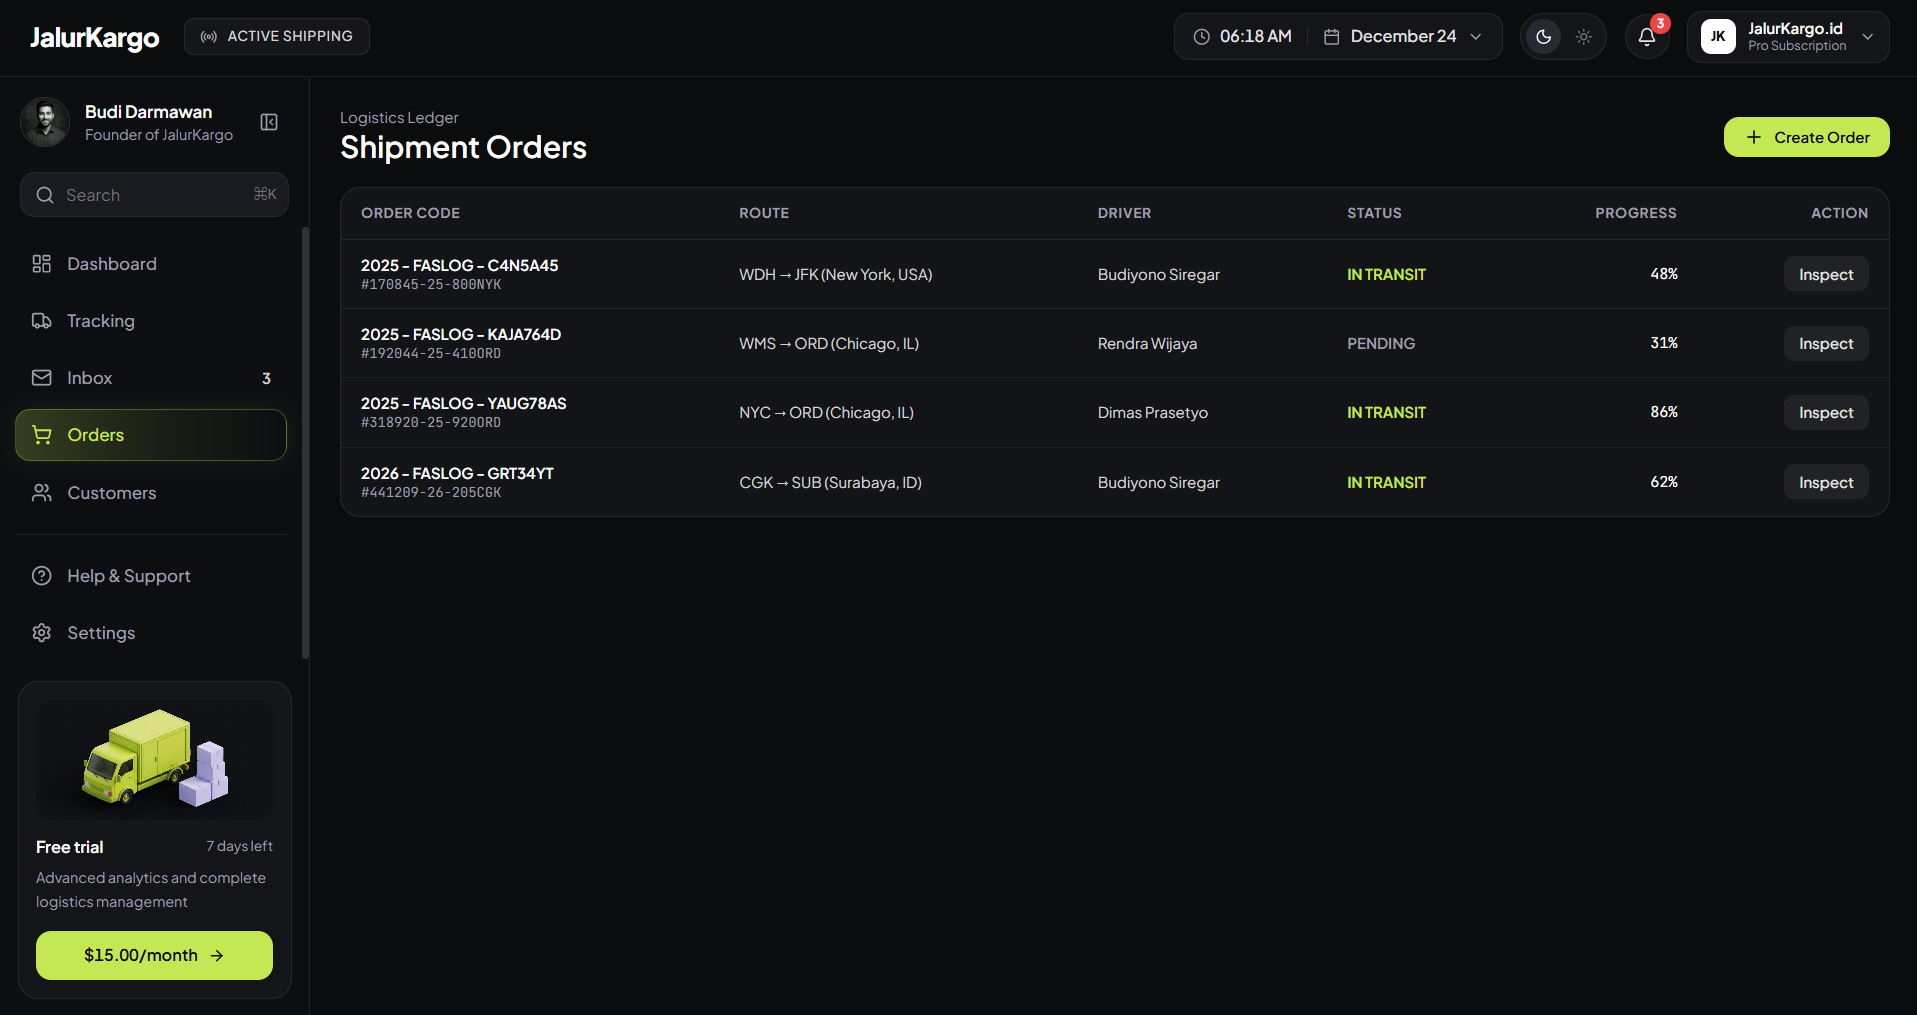 JalurKargo
ACTIVE SHIPPING
06:18 AM
December 24
3
JK
JalurKargo.id
Pro Subscription
Budi Darmawan
Founder of JalurKargo
Search
⌘K
Dashboard
Tracking
Inbox 3
Orders
Customers
Help & Support
Settings
Free trial 7 days left
Advanced analytics and complete
logistics management
$15.00/month →
Logistics Ledger
Shipment Orders
+ Create Order
ORDER CODE ROUTE DRIVER STATUS PROGRESS ACTION
2025 - FASLOG - C4N5A45
#170845-25-800NYK
WDH → JFK (New York, USA) Budiyono Siregar IN TRANSIT 48% Inspect
2025 - FASLOG - KAJA764D
#192044-25-410ORD
WMS → ORD (Chicago, IL) Rendra Wijaya PENDING 31% Inspect
2025 - FASLOG - YAUG78AS
#318920-25-920ORD
NYC → ORD (Chicago, IL) Dimas Prasetyo IN TRANSIT 86% Inspect
2026 - FASLOG - GRT34YT
#441209-26-205CGK
CGK → SUB (Surabaya, ID) Budiyono Siregar IN TRANSIT 62% Inspect